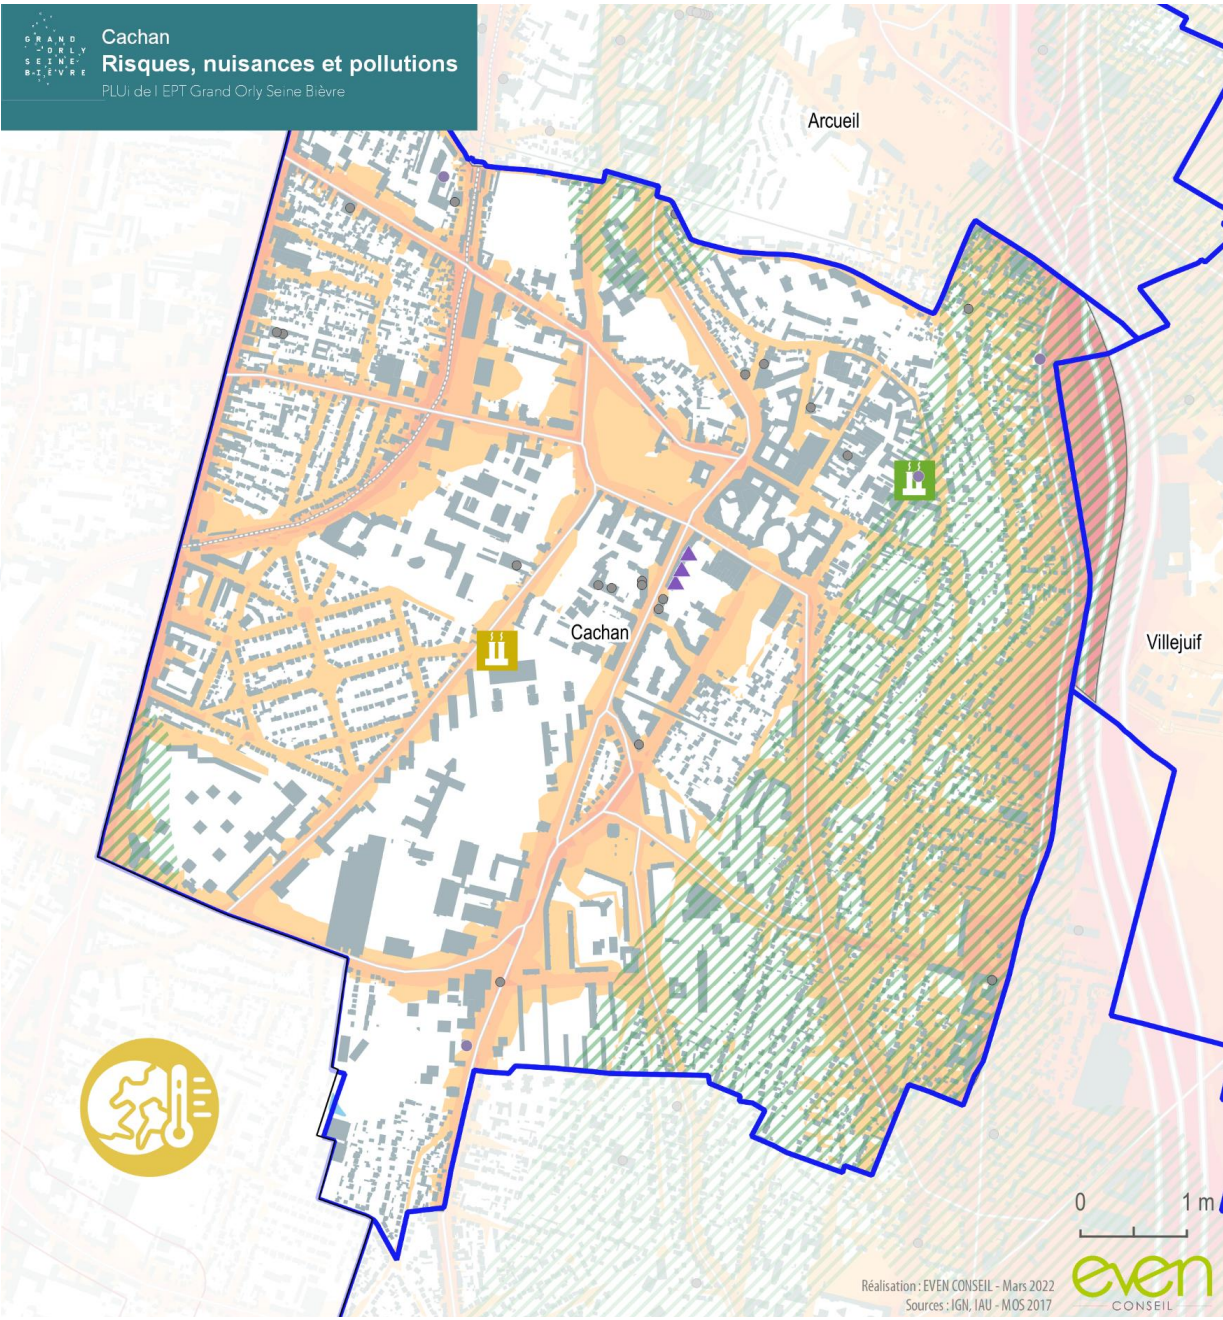 GRAND
-ORLY
SEINE
BIÈVRE
Cachan
Risques, nuisances et pollutions
PLUi de l EPT Grand Orly Seine Bièvre
Arcueil
Cachan
Villejuif
0 1 m
Réalisation : EVEN CONSEIL - Mars 2022
Sources : IGN, IAU - MOS 2017
even
CONSEIL